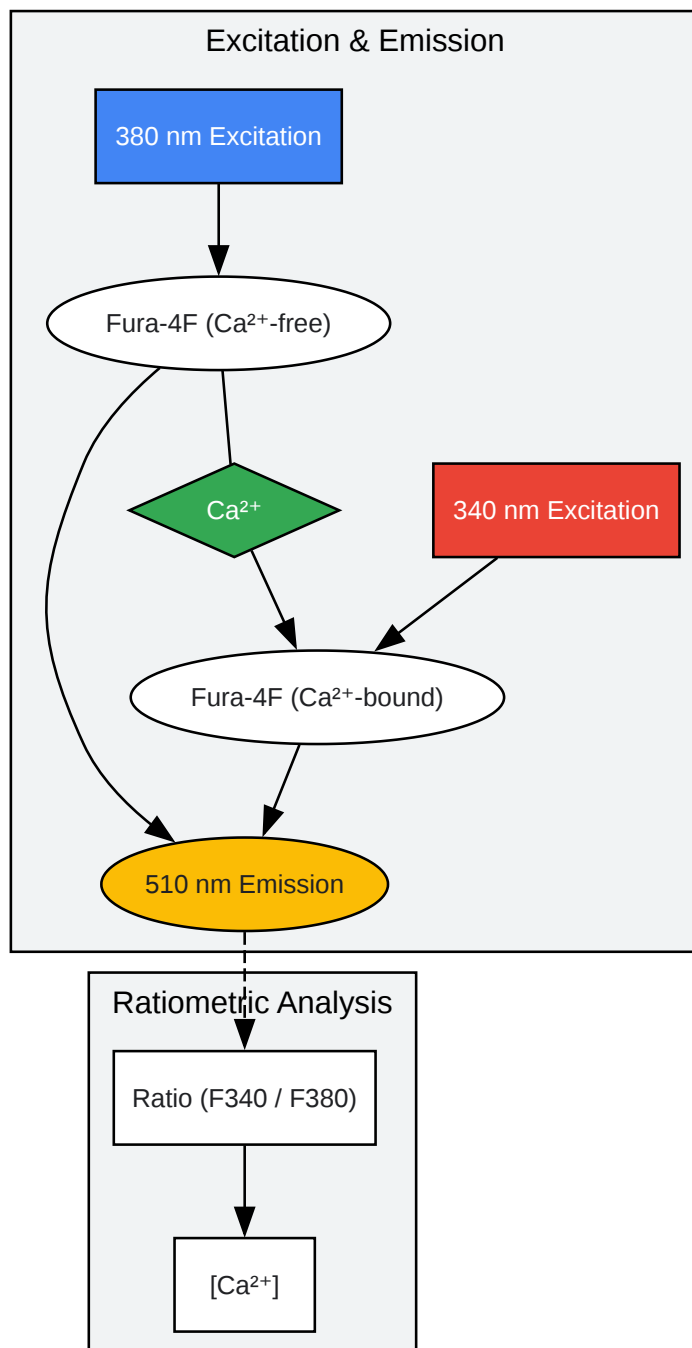 Excitation & Emission
380 nm Excitation
Fura-4F (Ca²⁺-free)
Ca²⁺
340 nm Excitation
Fura-4F (Ca²⁺-bound)
510 nm Emission
Ratiometric Analysis
Ratio (F340 / F380)
[Ca²⁺]